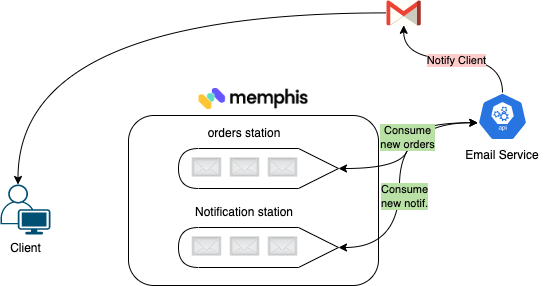 Notify Client
memphis
orders station
Consume
new orders
api
Email Service
Consume
new notif.
Notification station
Client